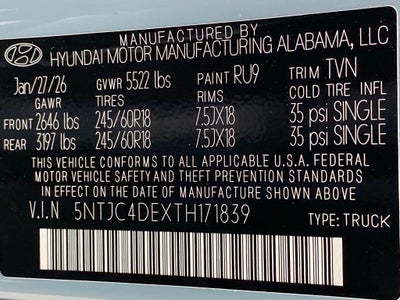 MANUFACTURED BY
HYUNDAI MOTOR MANUFACTURING ALABAMA, LLC
Jan/27/26 GVWR 5522 lbs PAINT RU9 TRIM TVN
GAWR TIRES RIMS COLD TIRE INFL
FRONT 2646 lbs 245/60R18 7.5JX18 35 psi SINGLE
REAR 3197 lbs 245/60R18 7.5JX18 35 psi SINGLE
THIS VEHICLE CONFORMS TO ALL APPLICABLE U.S.A. FEDERAL
MOTOR VEHICLE SAFETY AND THEFT PREVENTION STANDARDS
IN EFFECT ON THE DATE OF MANUFACTURE SHOWN ABOVE.
V.I.N 5NTJC4DEXTH171839 TYPE: TRUCK